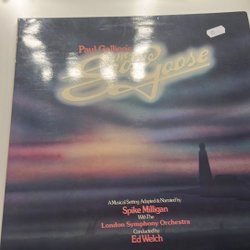 Paul Gallico's
The
Snow
Goose
A Musical Setting Adapted & Narrated by
Spike Milligan
With The
London Symphony Orchestra
Conducted by
Ed Welch